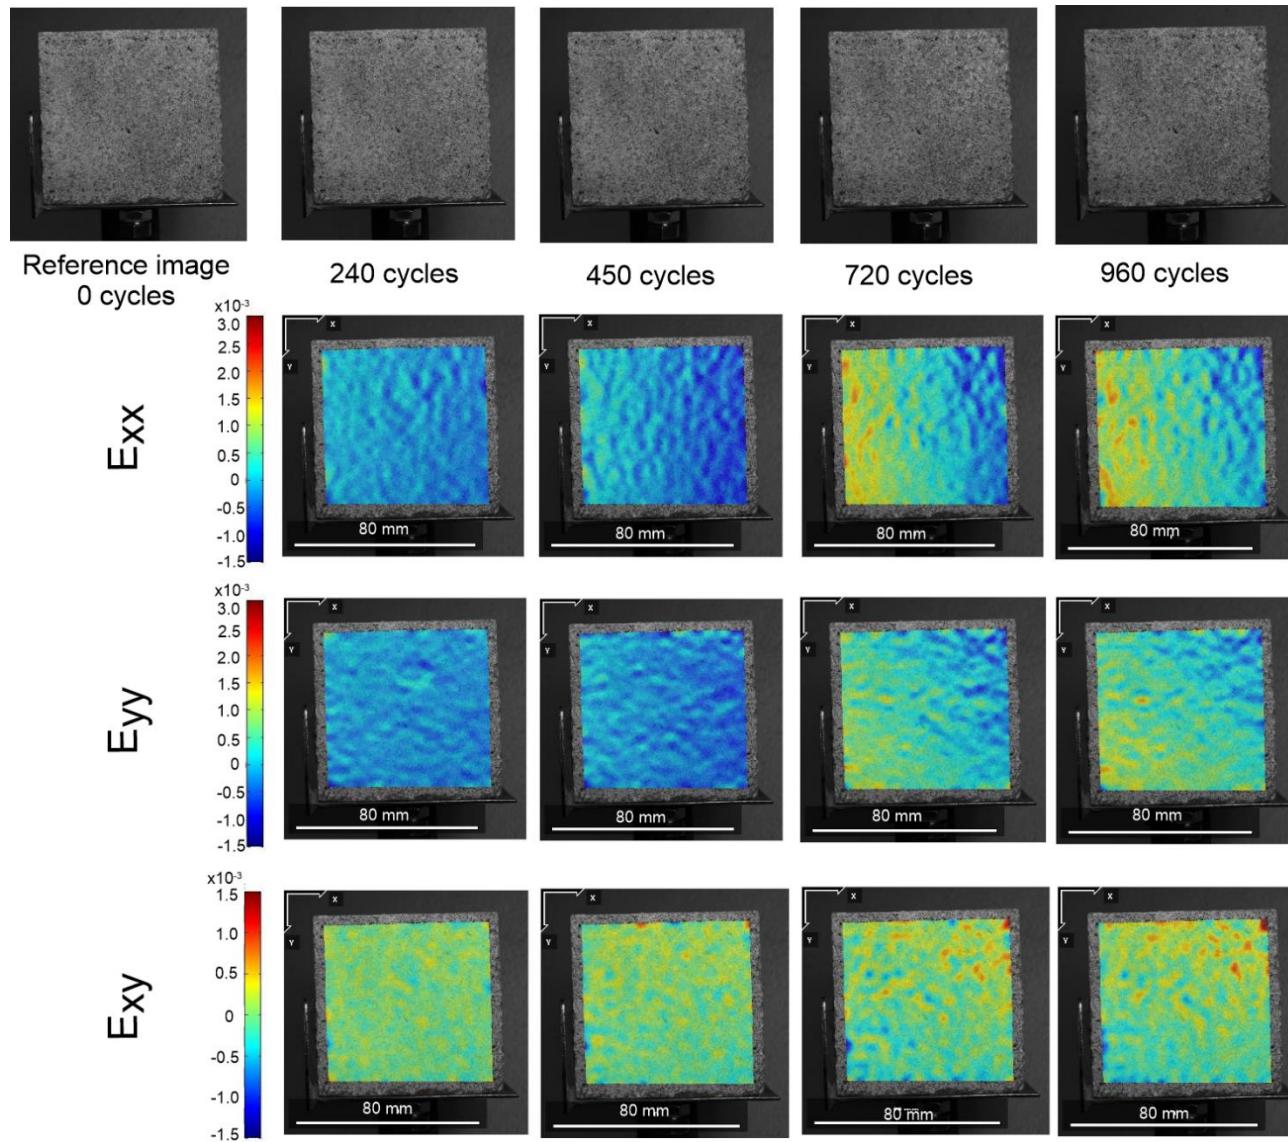 Reference image
0 cycles
240 cycles
450 cycles
720 cycles
960 cycles
Exx
x10-3
3.0
2.5
2.0
1.5
1.0
0.5
0
-0.5
-1.0
-1.5
X
Y
80 mm
X
Y
80 mm
X
Y
80 mm
X
Y
80 mm
Eyy
x10-3
3.0
2.5
2.0
1.5
1.0
0.5
0
-0.5
-1.0
-1.5
X
Y
80 mm
X
Y
80 mm
X
Y
80 mm
X
Y
80 mm
Exy
x10-3
1.5
1.0
0.5
0
-0.5
-1.0
-1.5
X
Y
80 mm
X
Y
80 mm
X
Y
80 mm
X
Y
80 mm